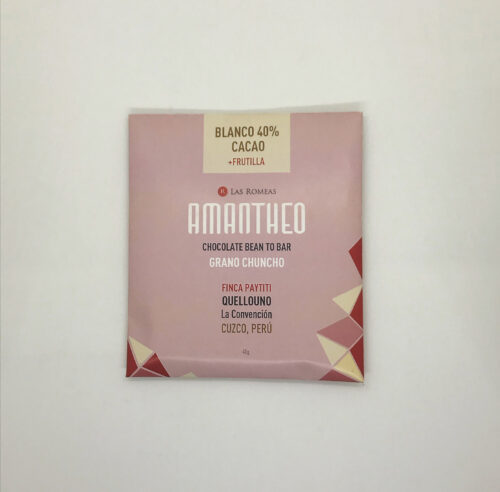 BLANCO 40%
CACAO
+FRUTILLA
LAS ROMEAS
AMANTHEO
CHOCOLATE BEAN TO BAR
GRANO CHUNCHO
FINCA PAYTITI
QUELLOUNO
La Convención
CUZCO, PERÚ